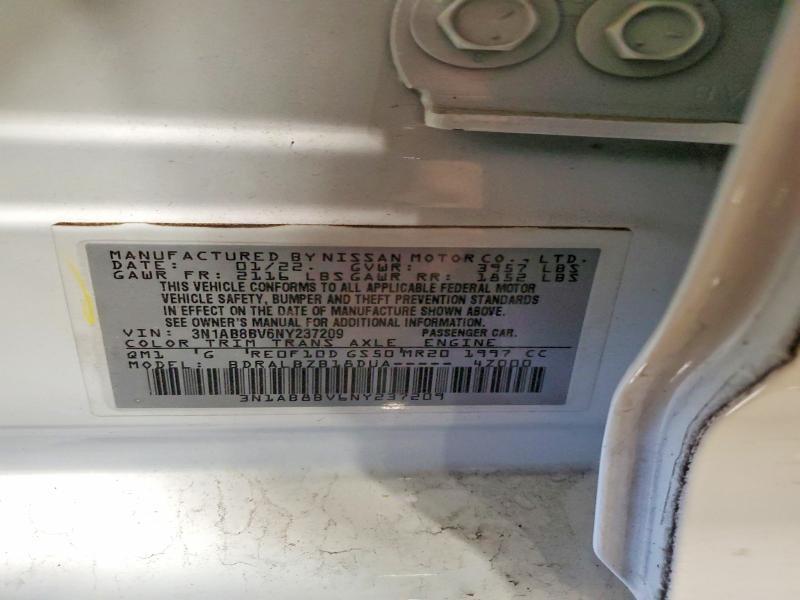 MANUFACTURED BY NISSAN MOTOR CO., LTD.
DATE: 01/22. GVWR: 3957 LBS
GAWR FR: 2116 LBS GAWR RR: 1852 LBS
THIS VEHICLE CONFORMS TO ALL APPLICABLE FEDERAL MOTOR
VEHICLE SAFETY, BUMPER AND THEFT PREVENTION STANDARDS
IN EFFECT ON THE DATE OF MANUFACTURE SHOWN ABOVE.
SEE OWNER'S MANUAL FOR ADDITIONAL INFORMATION.
VIN: 3N1AB8BV6NY237209 PASSENGER CAR.
COLOR TRIM TRANS AXLE ENGINE
QM1 'G 'RE0F10D GS50'MR20 1997 CC
MODEL: BDRALBZB18DUA----- 47000
3N1AB8BV6NY237209